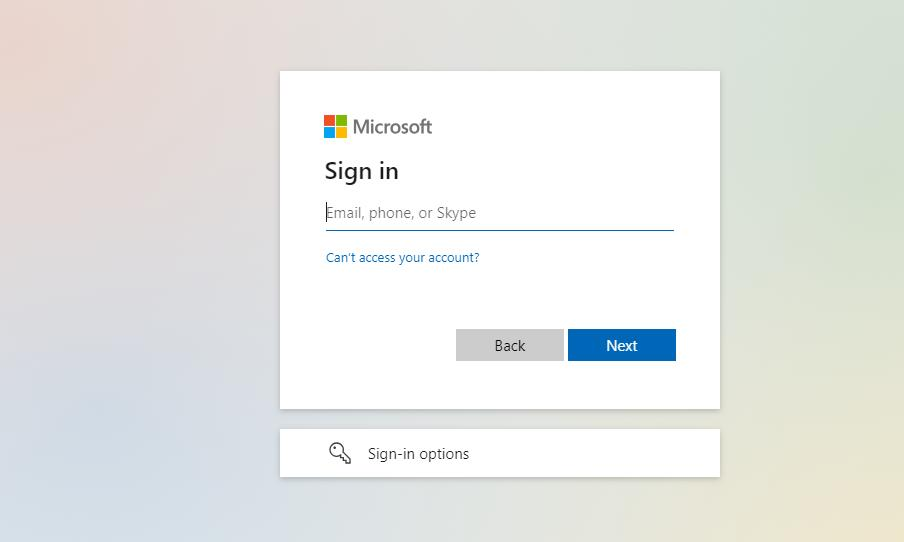 Microsoft
Sign in
Email, phone, or Skype
Can't access your account?
Back
Next
Sign-in options